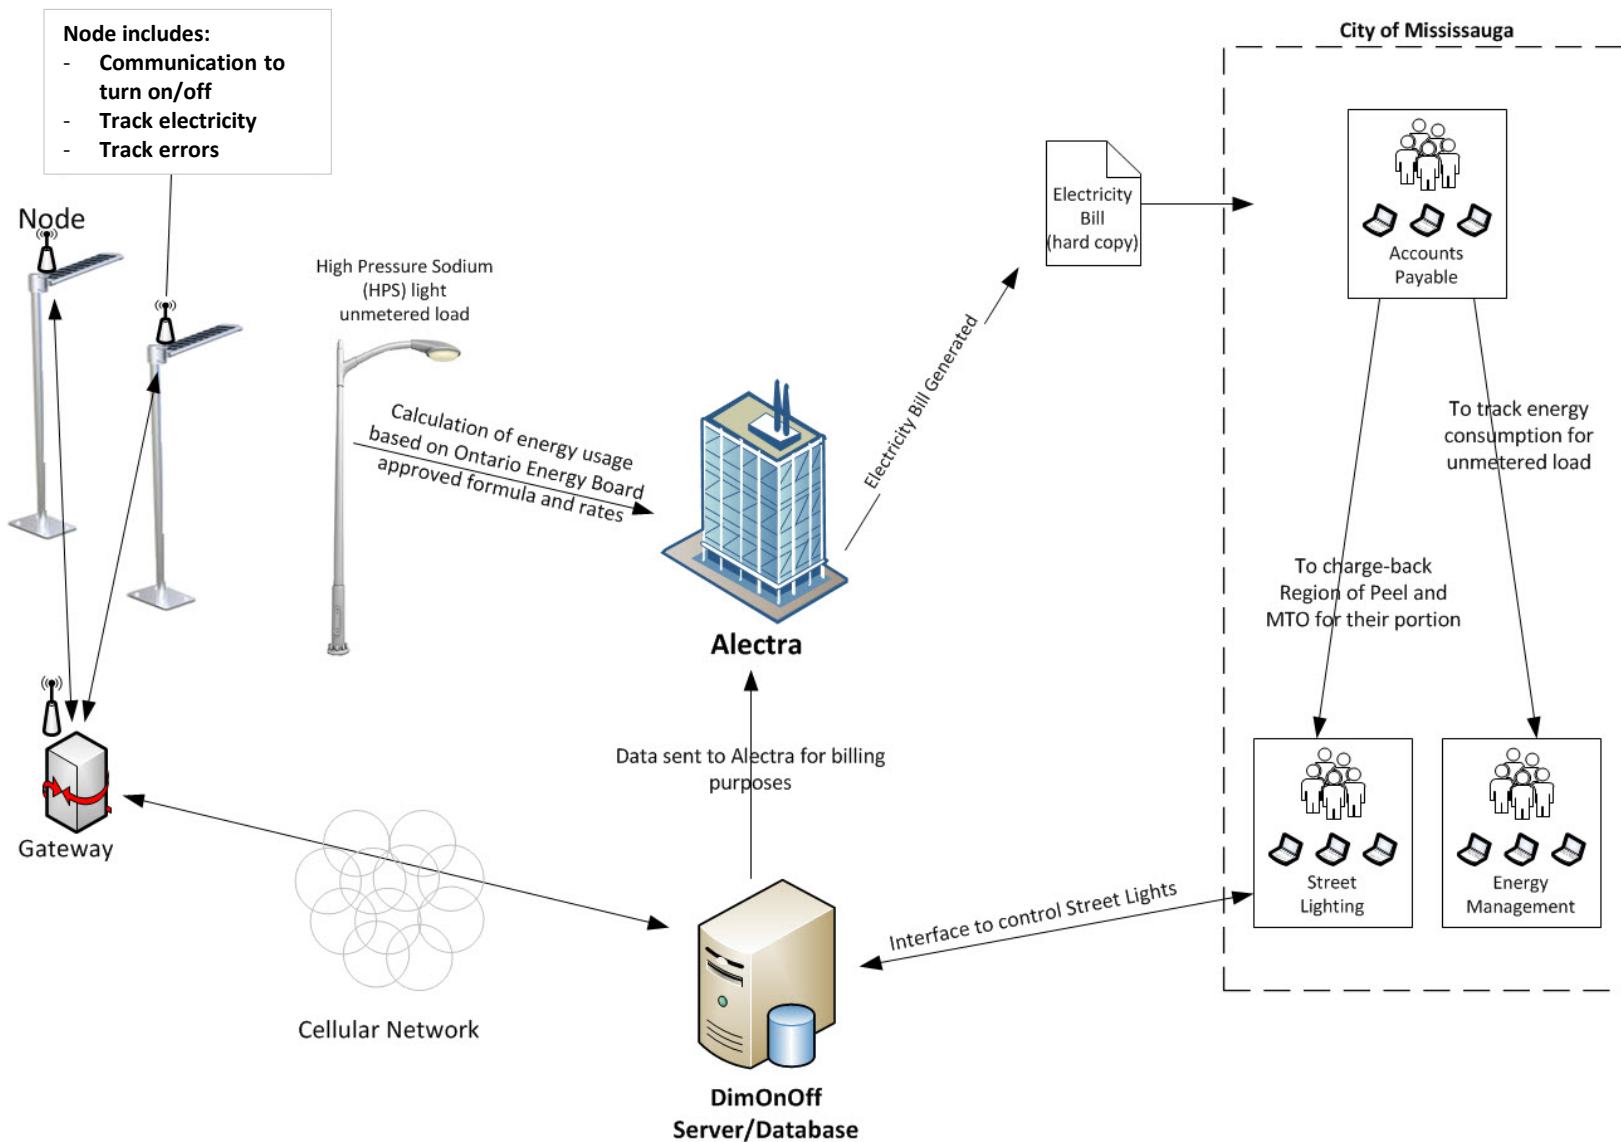 City of Mississauga
Node includes:
- Communication to
turn on/off
- Track electricity
- Track errors
Node
High Pressure Sodium
(HPS) light
unmetered load
Electricity
Bill
(hard copy)
Accounts
Payable
Calculation of energy usage
based on Ontario Energy Board
approved formula and rates
Electricity Bill Generated
To track energy
consumption for
unmetered load
To charge-back
Region of Peel and
MTO for their portion
Alectra
Data sent to Alectra for billing
purposes
Gateway
Cellular Network
Interface to control Street Lights
Street
Lighting
Energy
Management
DimOnOff
Server/Database